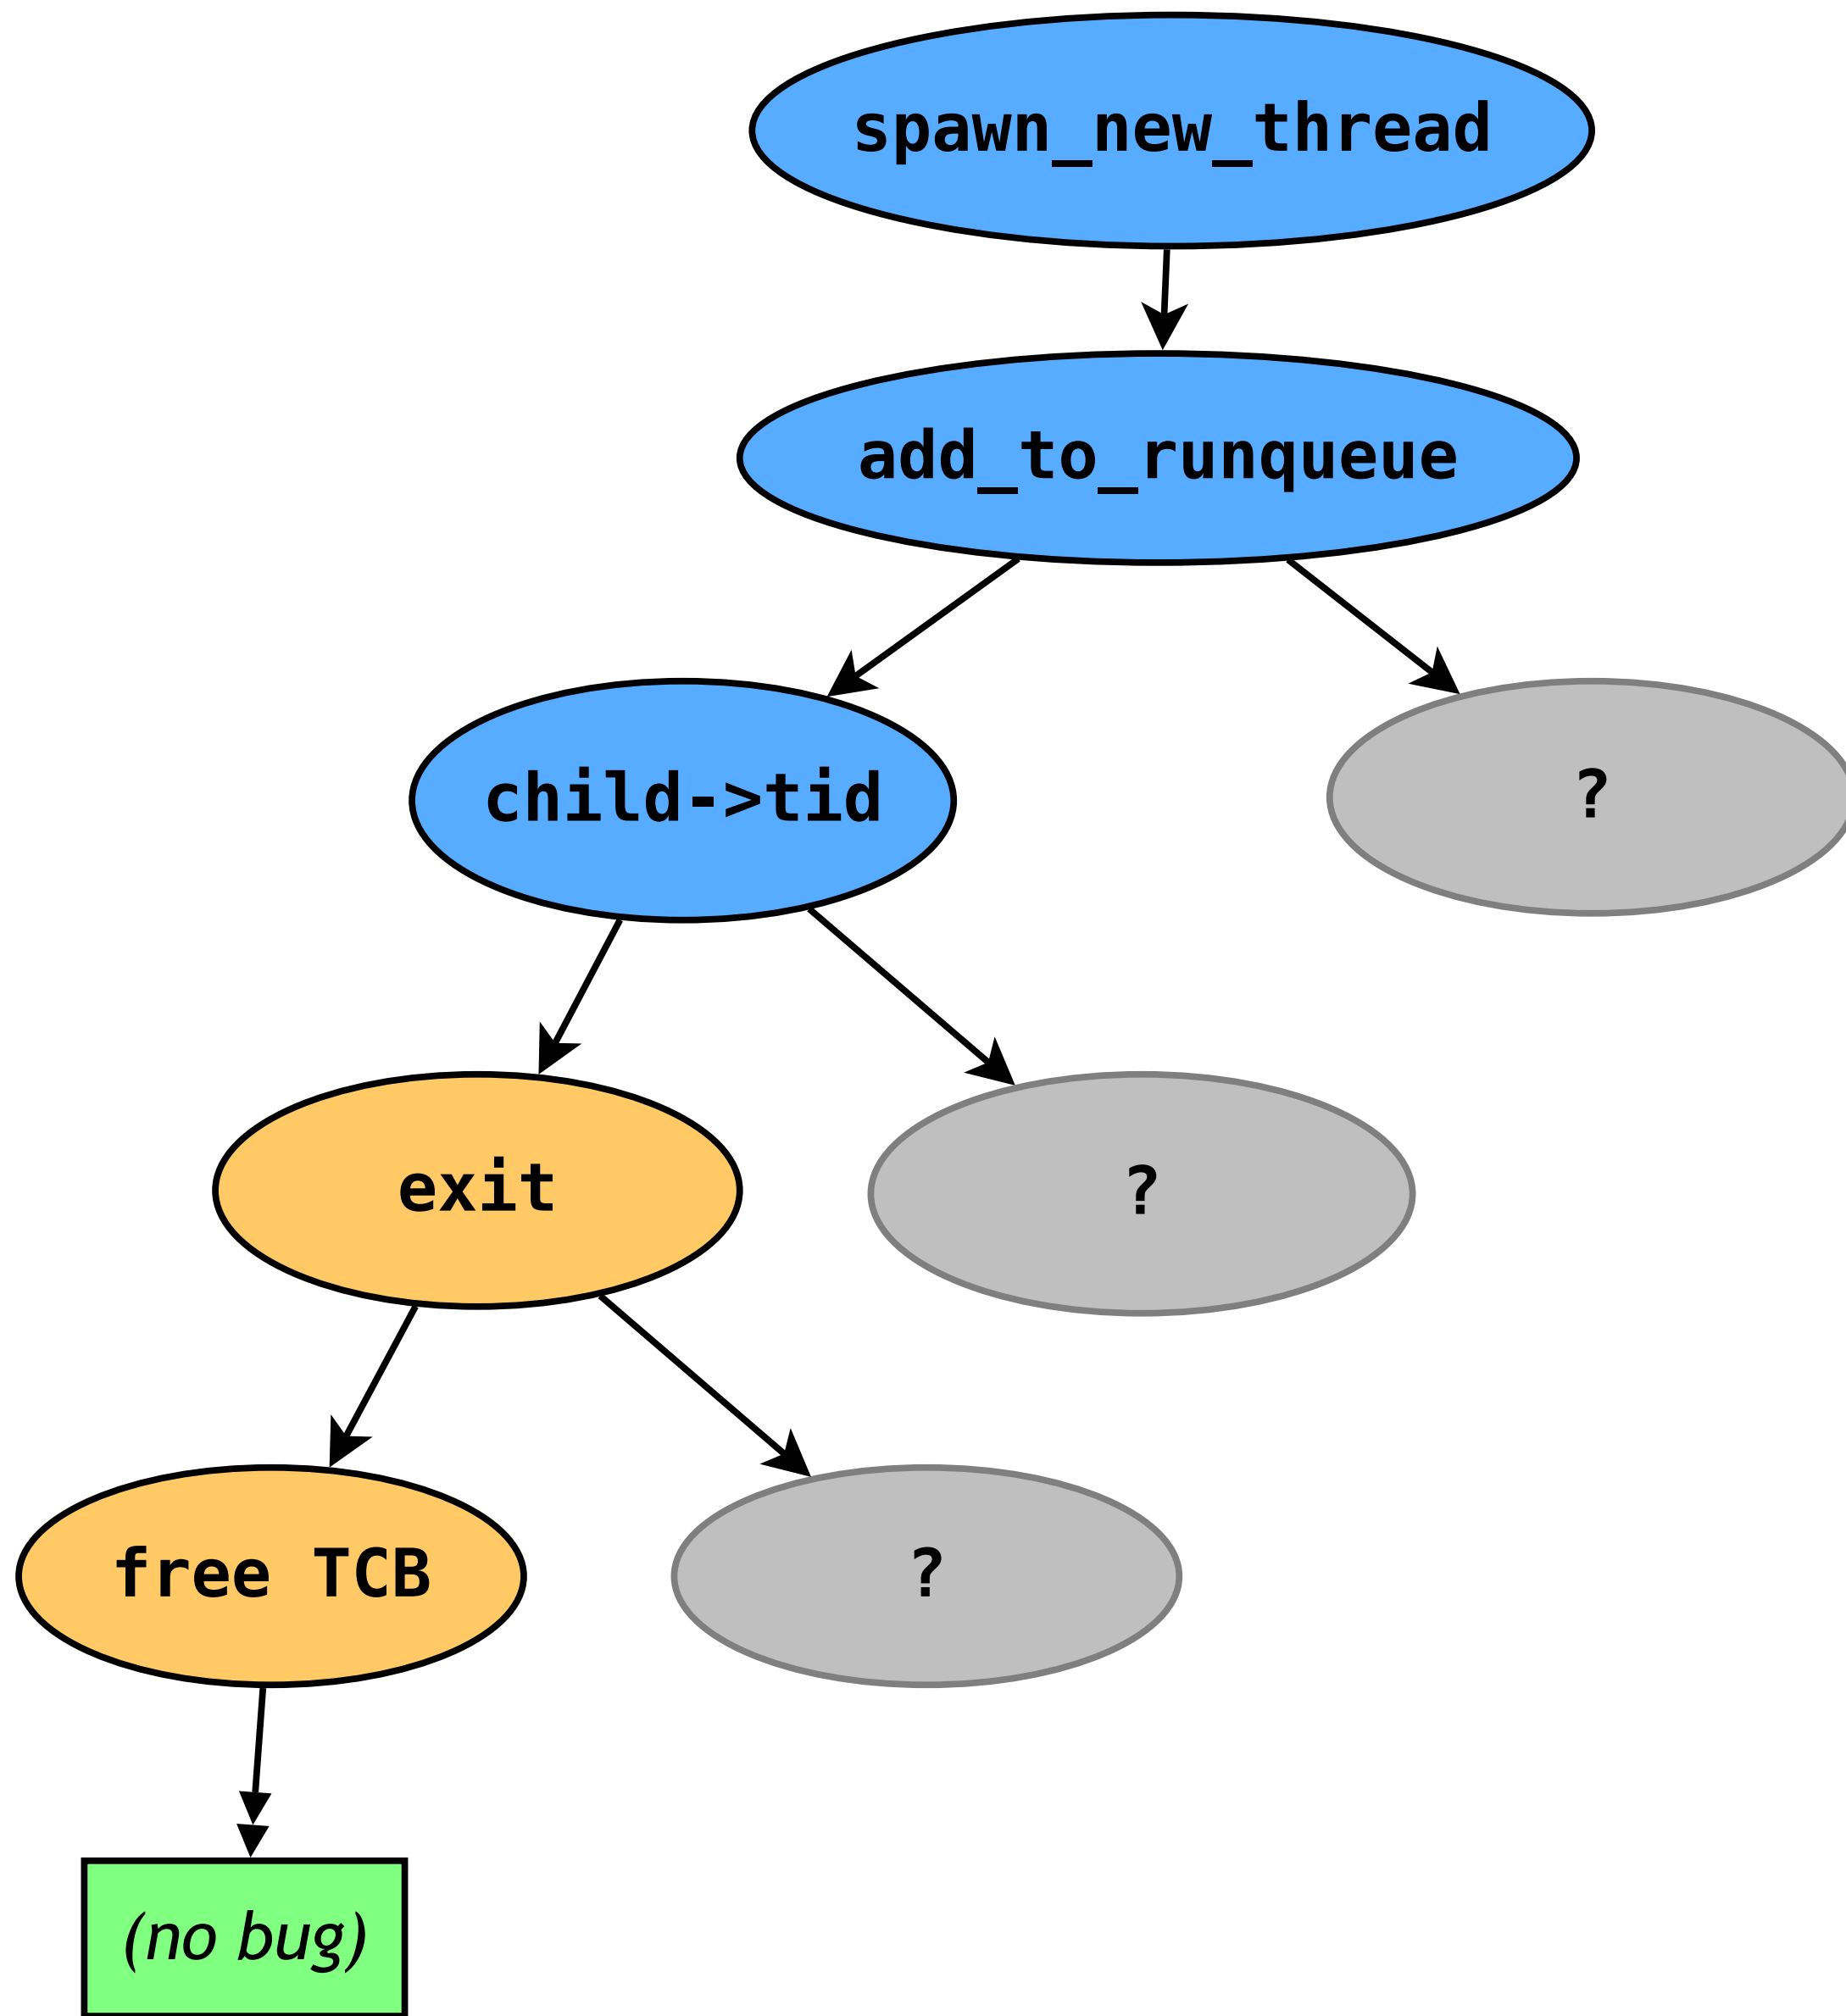 spawn_new_thread
add_to_runqueue
child->tid
?
exit
?
free TCB
?
(no bug)